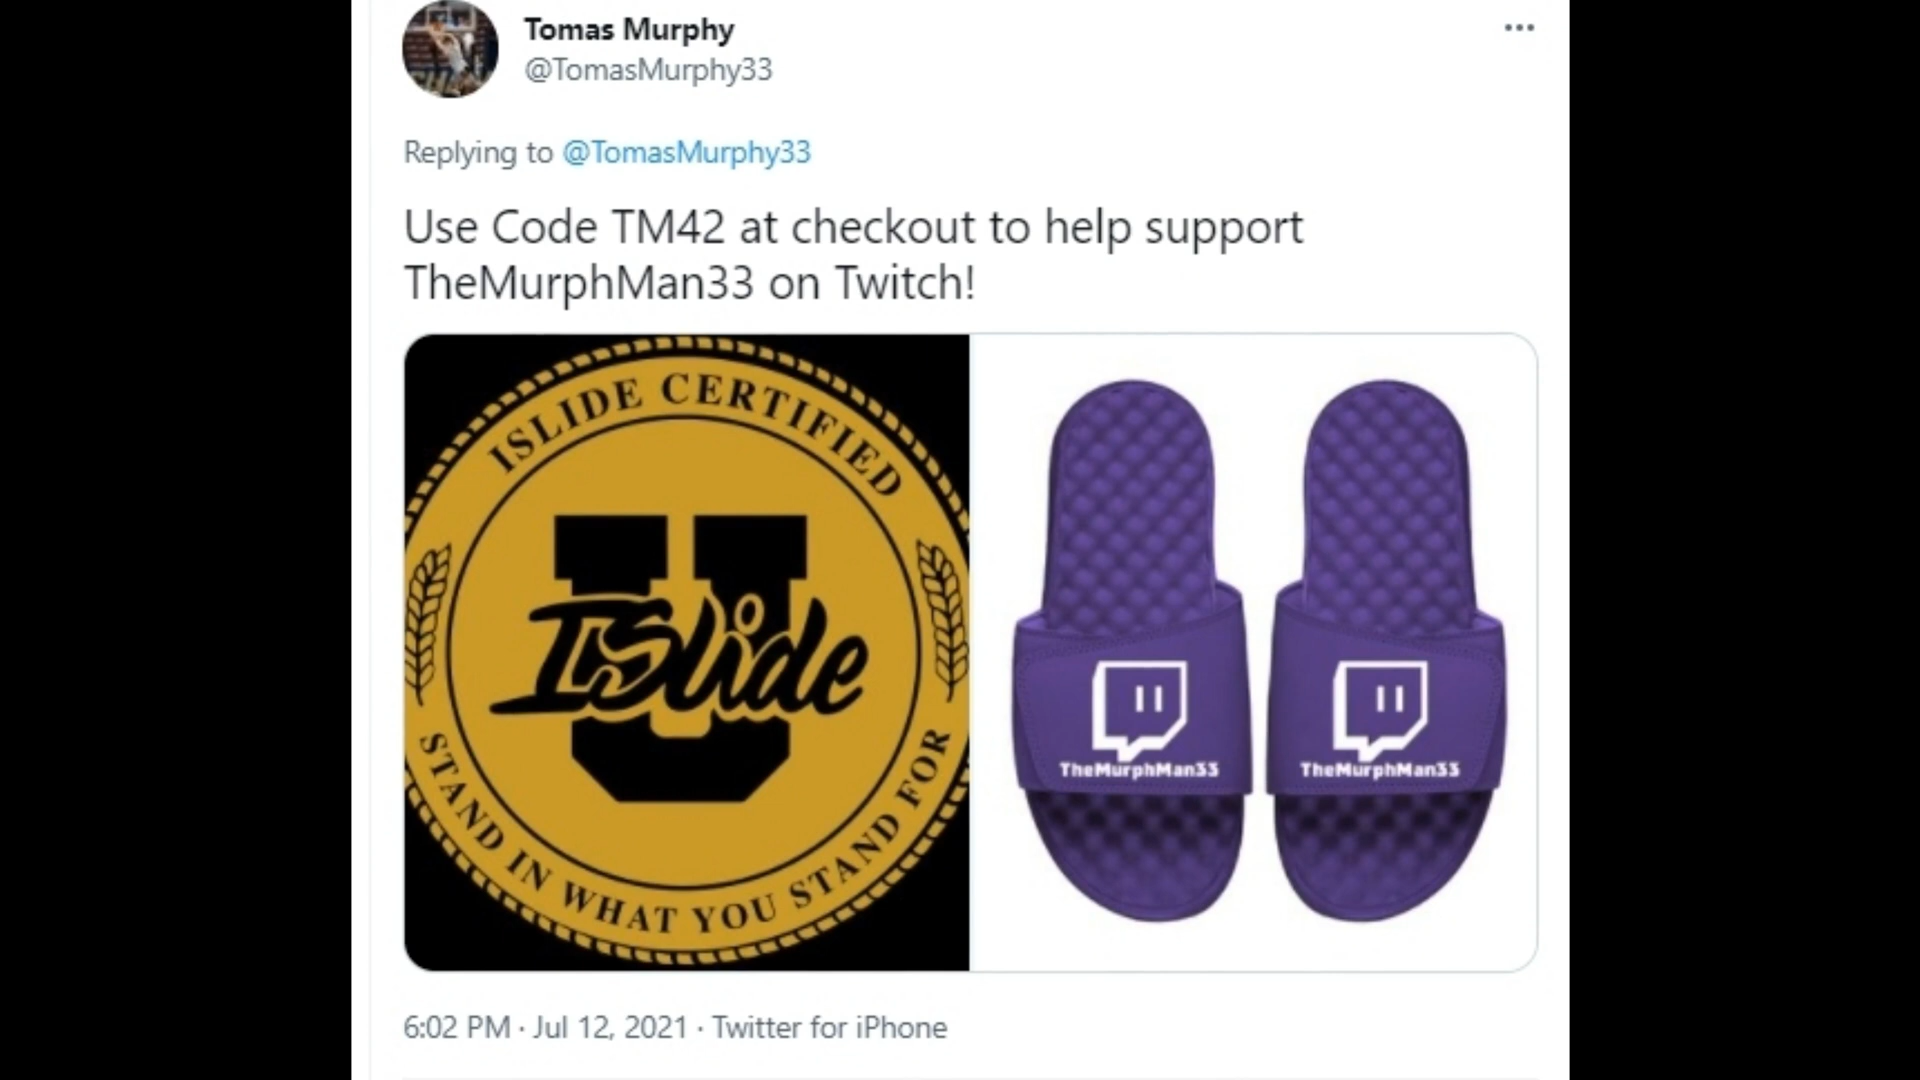 Tomas Murphy
@TomasMurphy33
Replying to @TomasMurphy33
Use Code TM42 at checkout to help support
TheMurphMan33 on Twitch!
ISLIDE CERTIFIED
U
ISlide
STAND IN WHAT YOU STAND FOR
TheMurphMan33
TheMurphMan33
6:02 PM · Jul 12, 2021 · Twitter for iPhone